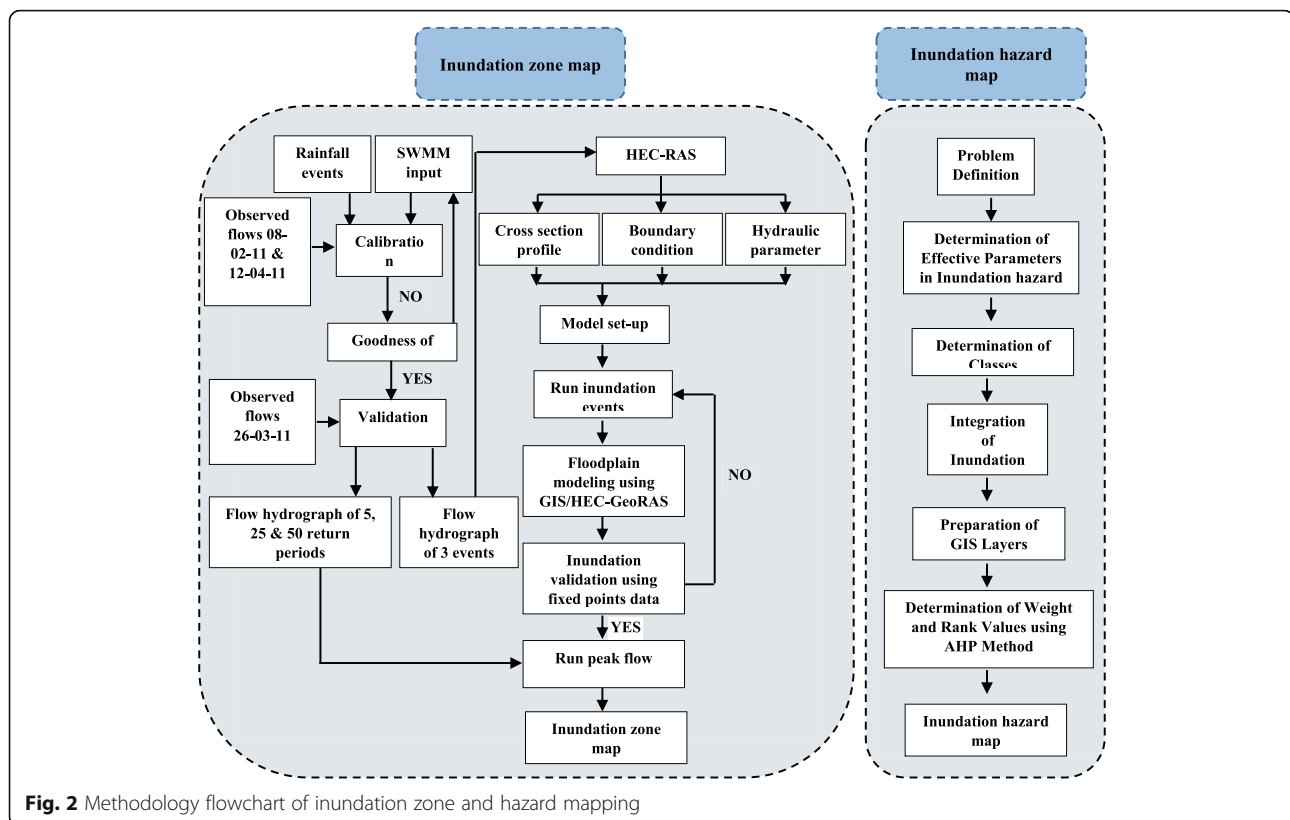 Inundation zone map
Inundation hazard
map
Rainfall
events
SWMM
input
Observed
flows 08-
02-11 &
12-04-11
Calibratio
n
NO
Goodness of
YES
Observed
flows
26-03-11
Validation
Flow hydrograph of 5,
25 & 50 return
periods
Flow
hydrograph
of 3 events
HEC-RAS
Cross section
profile
Boundary
condition
Hydraulic
parameter
Model set-up
Run inundation
events
Floodplain
modeling using
GIS/HEC-GeoRAS
NO
Inundation
validation using
fixed points data
YES
Run peak flow
Inundation zone
map
Problem
Definition
Determination of
Effective Parameters
in Inundation hazard
Determination of
Classes
Integration
of
Inundation
Preparation of
GIS Layers
Determination of Weight
and Rank Values using
AHP Method
Inundation hazard
map
Fig. 2 Methodology flowchart of inundation zone and hazard mapping